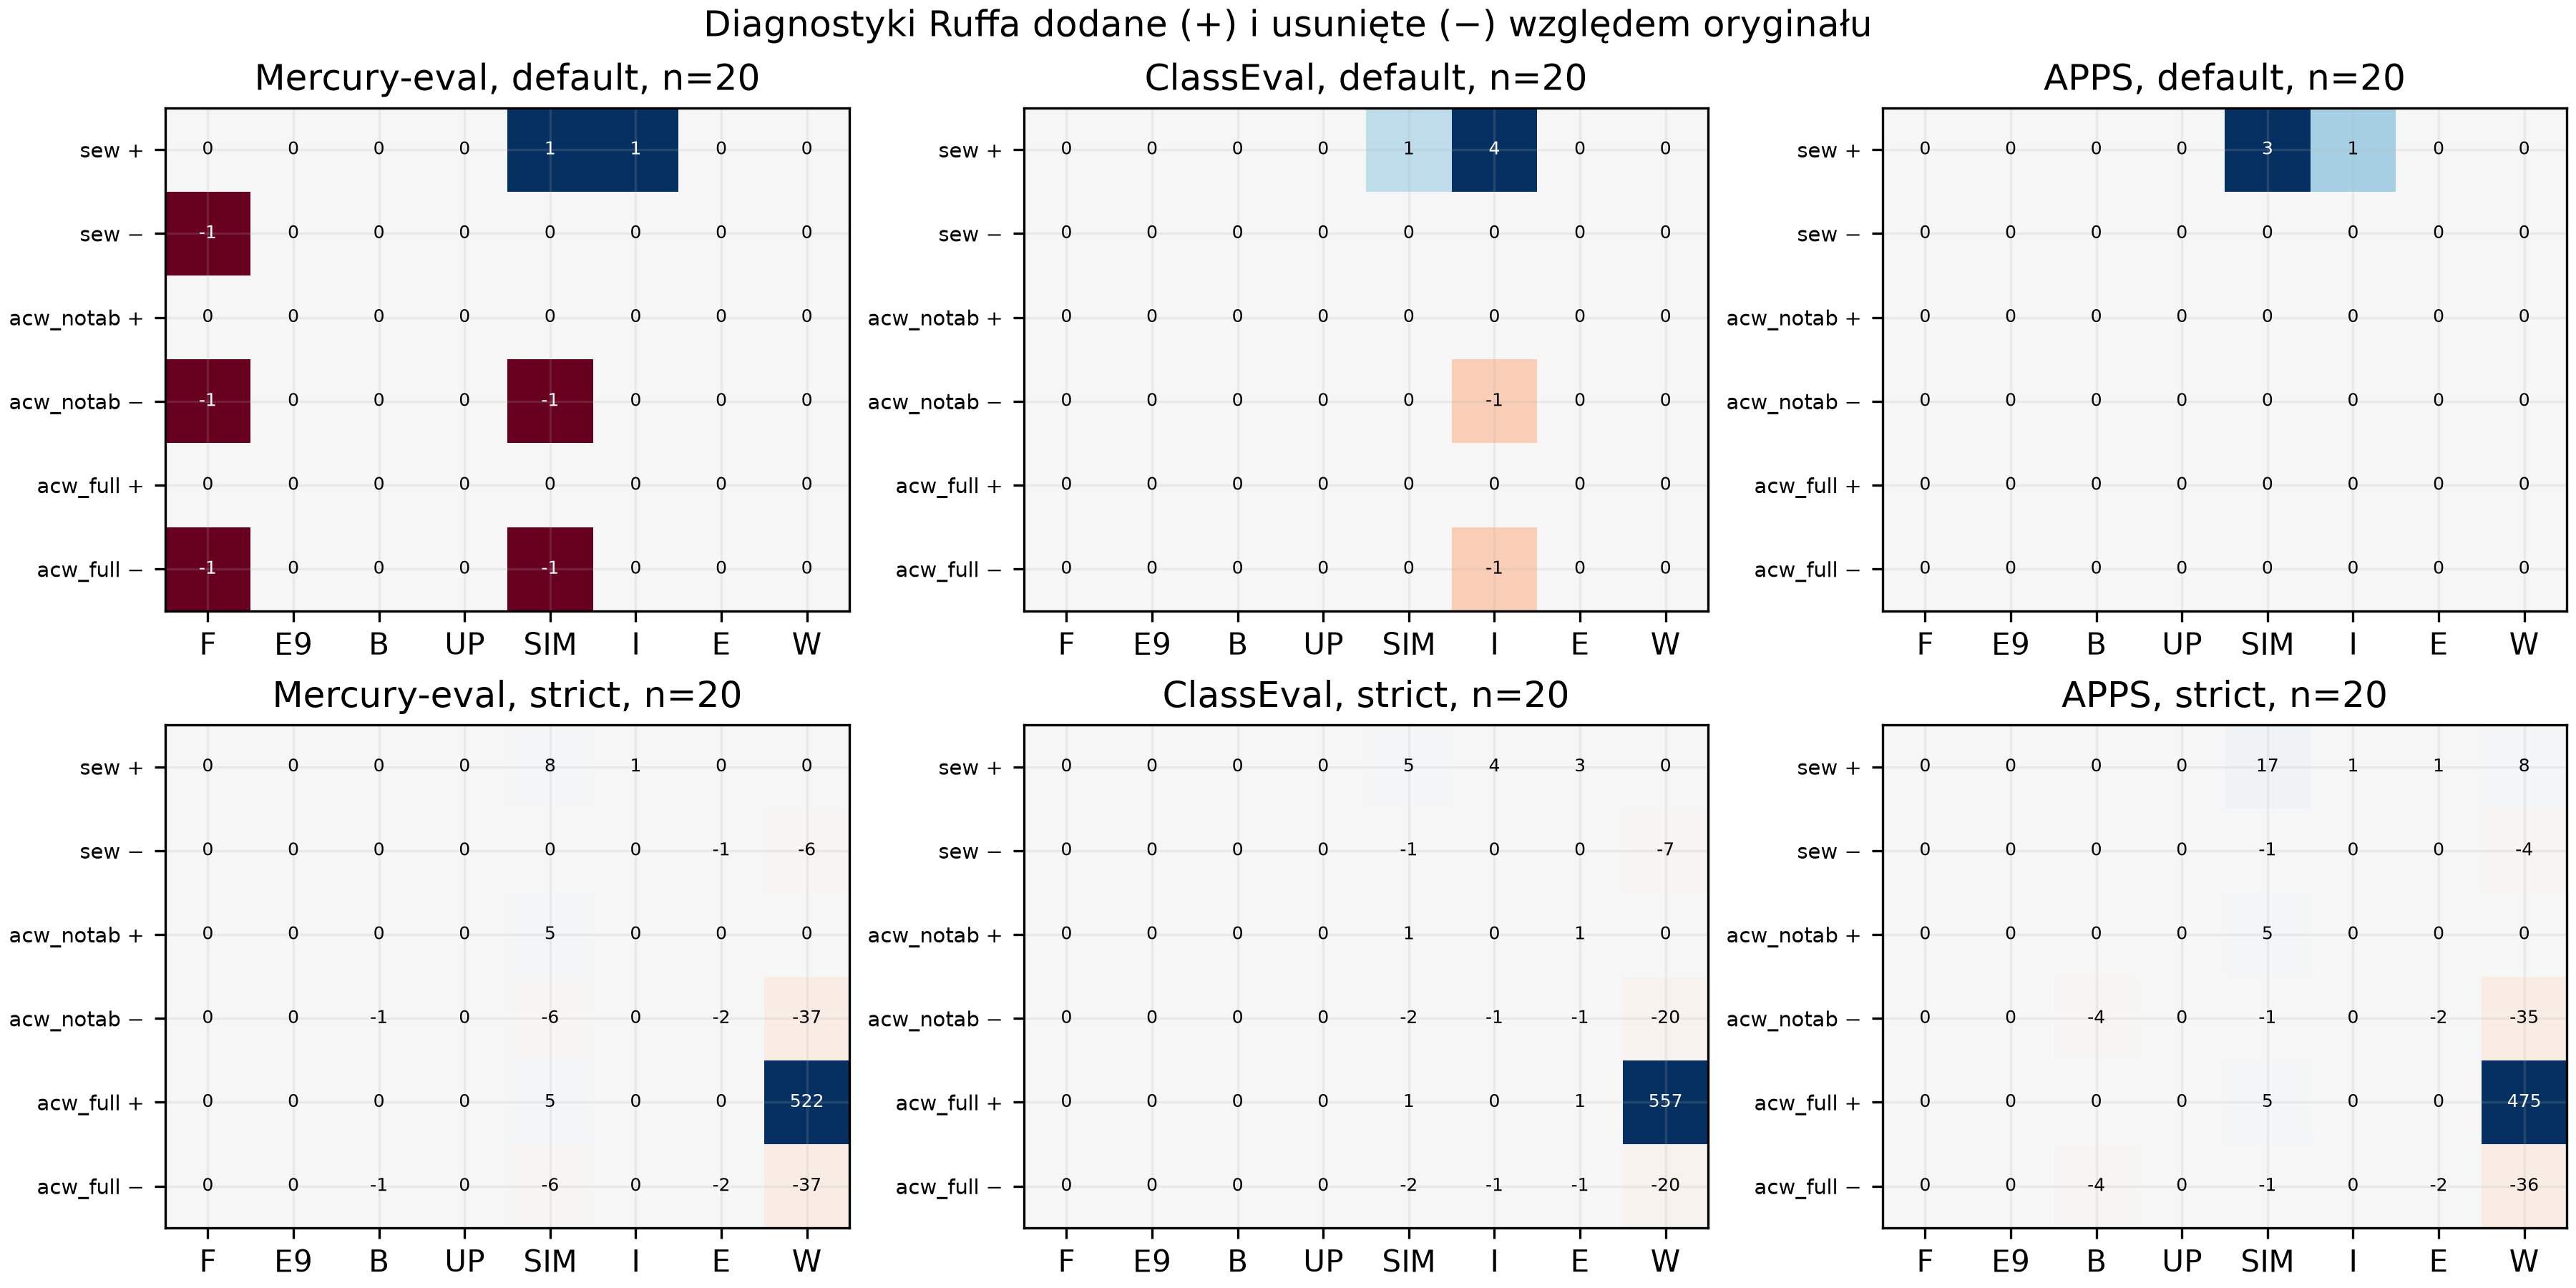 Diagnostyki Ruffa dodane (+) i usunięte (−) względem oryginału
Mercury-eval, default, n=20
sew + 0 0 0 0 1 1 0 0
sew − -1 0 0 0 0 0 0 0
acw_notab + 0 0 0 0 0 0 0 0
acw_notab − -1 0 0 0 -1 0 0 0
acw_full + 0 0 0 0 0 0 0 0
acw_full − -1 0 0 0 -1 0 0 0
F E9 B UP SIM I E W
ClassEval, default, n=20
sew + 0 0 0 0 1 4 0 0
sew − 0 0 0 0 0 0 0 0
acw_notab + 0 0 0 0 0 0 0 0
acw_notab − 0 0 0 0 0 -1 0 0
acw_full + 0 0 0 0 0 0 0 0
acw_full − 0 0 0 0 0 -1 0 0
F E9 B UP SIM I E W
APPS, default, n=20
sew + 0 0 0 0 3 1 0 0
sew − 0 0 0 0 0 0 0 0
acw_notab + 0 0 0 0 0 0 0 0
acw_notab − 0 0 0 0 0 0 0 0
acw_full + 0 0 0 0 0 0 0 0
acw_full − 0 0 0 0 0 0 0 0
F E9 B UP SIM I E W
Mercury-eval, strict, n=20
sew + 0 0 0 0 8 1 0 0
sew − 0 0 0 0 0 0 -1 -6
acw_notab + 0 0 0 0 5 0 0 0
acw_notab − 0 0 -1 0 -6 0 -2 -37
acw_full + 0 0 0 0 5 0 0 522
acw_full − 0 0 -1 0 -6 0 -2 -37
F E9 B UP SIM I E W
ClassEval, strict, n=20
sew + 0 0 0 0 5 4 3 0
sew − 0 0 0 0 -1 0 0 -7
acw_notab + 0 0 0 0 1 0 1 0
acw_notab − 0 0 0 0 -2 -1 -1 -20
acw_full + 0 0 0 0 1 0 1 557
acw_full − 0 0 0 0 -2 -1 -1 -20
F E9 B UP SIM I E W
APPS, strict, n=20
sew + 0 0 0 0 17 1 1 8
sew − 0 0 0 0 -1 0 0 -4
acw_notab + 0 0 0 0 5 0 0 0
acw_notab − 0 0 -4 0 -1 0 -2 -35
acw_full + 0 0 0 0 5 0 0 475
acw_full − 0 0 -4 0 -1 0 -2 -36
F E9 B UP SIM I E W